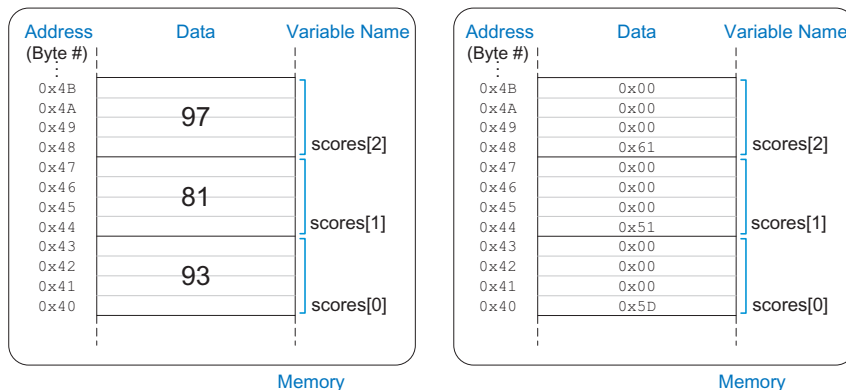 Address Data Variable Name
(Byte #)
0x4B
0x4A
0x49
0x48
97
scores[2]
0x47
0x46
0x45
0x44
81
scores[1]
0x43
0x42
0x41
0x40
93
scores[0]
Memory
Address Data Variable Name
(Byte #)
0x4B 0x00
0x4A 0x00
0x49 0x00
0x48 0x61 scores[2]
0x47 0x00
0x46 0x00
0x45 0x00
0x44 0x51 scores[1]
0x43 0x00
0x42 0x00
0x41 0x00
0x40 0x5D scores[0]
Memory